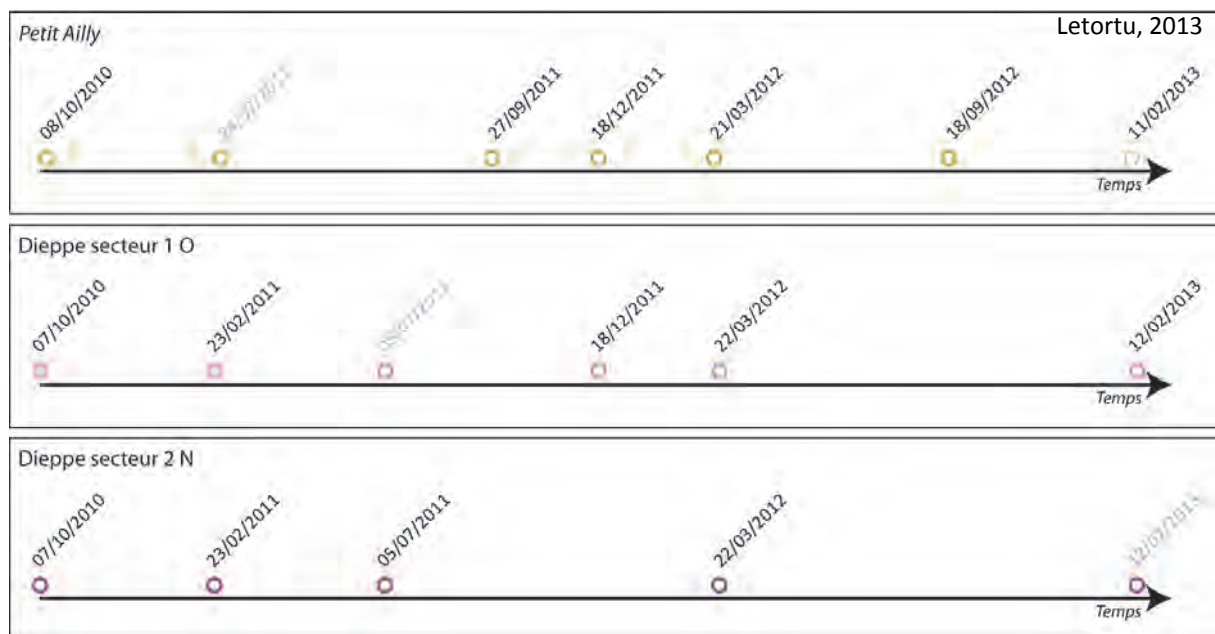 Petit Ailly
Letortu, 2013
08/10/2010
27/09/2011
18/12/2011
21/03/2012
18/09/2012
11/02/2013
Temps
Dieppe secteur 1 O
07/10/2010
23/02/2011
18/12/2011
22/03/2012
12/02/2013
Temps
Dieppe secteur 2 N
07/10/2010
23/02/2011
05/07/2011
22/03/2012
12/02/2013
Temps